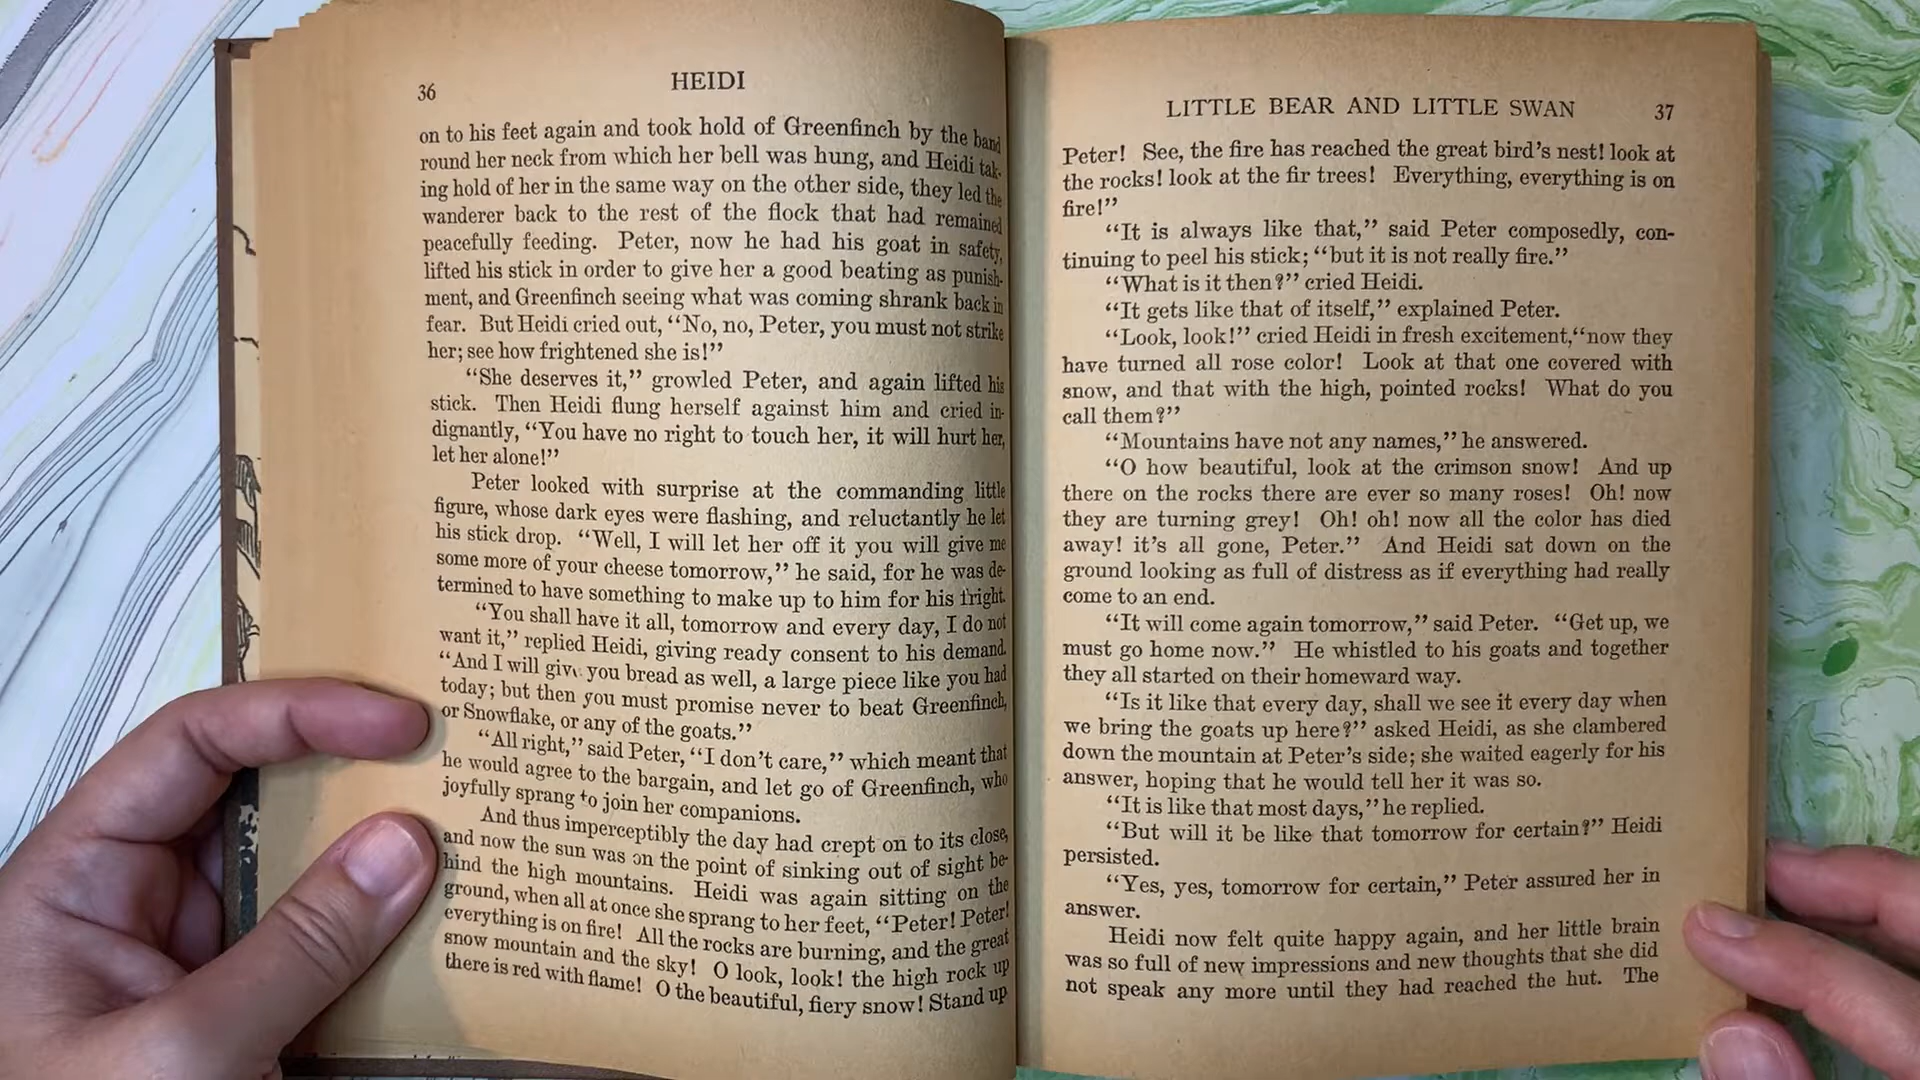 36
HEIDI
on to his feet again and took hold of Greenfinch by the band
round her neck from which her bell was hung, and Heidi tak-
ing hold of her in the same way on the other side, they led the
wanderer back to the rest of the flock that had remained
peacefully feeding. Peter, now he had his goat in safety,
lifted his stick in order to give her a good beating as punish-
ment, and Greenfinch seeing what was coming shrank back in
fear. But Heidi cried out, “No, no, Peter, you must not strike
her; see how frightened she is!”
“She deserves it,” growled Peter, and again lifted his
stick. Then Heidi flung herself against him and cried in-
dignantly, “You have no right to touch her, it will hurt her,
let her alone!”
Peter looked with surprise at the commanding little
figure, whose dark eyes were flashing, and reluctantly he let
his stick drop. “Well, I will let her off it you will give me
some more of your cheese tomorrow,” he said, for he was de-
termined to have something to make up to him for his fright.
“You shall have it all, tomorrow and every day, I do not
want it,” replied Heidi, giving ready consent to his demand.
“And I will give you bread as well, a large piece like you had
today; but then you must promise never to beat Greenfinch,
or Snowflake, or any of the goats.”
“All right,” said Peter, “I don’t care,” which meant that
he would agree to the bargain, and let go of Greenfinch, who
joyfully sprang to join her companions.
And thus imperceptibly the day had crept on to its close,
and now the sun was on the point of sinking out of sight be-
hind the high mountains. Heidi was again sitting on the
ground, when all at once she sprang to her feet, “Peter! Peter!
everything is on fire! All the rocks are burning, and the great
snow mountain and the sky! O look, look! the high rock up
there is red with flame! O the beautiful, fiery snow! Stand up
LITTLE BEAR AND LITTLE SWAN
37
Peter! See, the fire has reached the great bird’s nest! look at
the rocks! look at the fir trees! Everything, everything is on
fire!”
“It is always like that,” said Peter composedly, con-
tinuing to peel his stick; “but it is not really fire.”
“What is it then?” cried Heidi.
“It gets like that of itself,” explained Peter.
“Look, look!” cried Heidi in fresh excitement, “now they
have turned all rose color! Look at that one covered with
snow, and that with the high, pointed rocks! What do you
call them?”
“Mountains have not any names,” he answered.
“O how beautiful, look at the crimson snow! And up
there on the rocks there are ever so many roses! Oh! now
they are turning grey! Oh! oh! now all the color has died
away! it’s all gone, Peter.” And Heidi sat down on the
ground looking as full of distress as if everything had really
come to an end.
“It will come again tomorrow,” said Peter. “Get up, we
must go home now.” He whistled to his goats and together
they all started on their homeward way.
“Is it like that every day, shall we see it every day when
we bring the goats up here?” asked Heidi, as she clambered
down the mountain at Peter’s side; she waited eagerly for his
answer, hoping that he would tell her it was so.
“It is like that most days,” he replied.
“But will it be like that tomorrow for certain?” Heidi
persisted.
“Yes, yes, tomorrow for certain,” Peter assured her in
answer.
Heidi now felt quite happy again, and her little brain
was so full of new impressions and new thoughts that she did
not speak any more until they had reached the hut. The